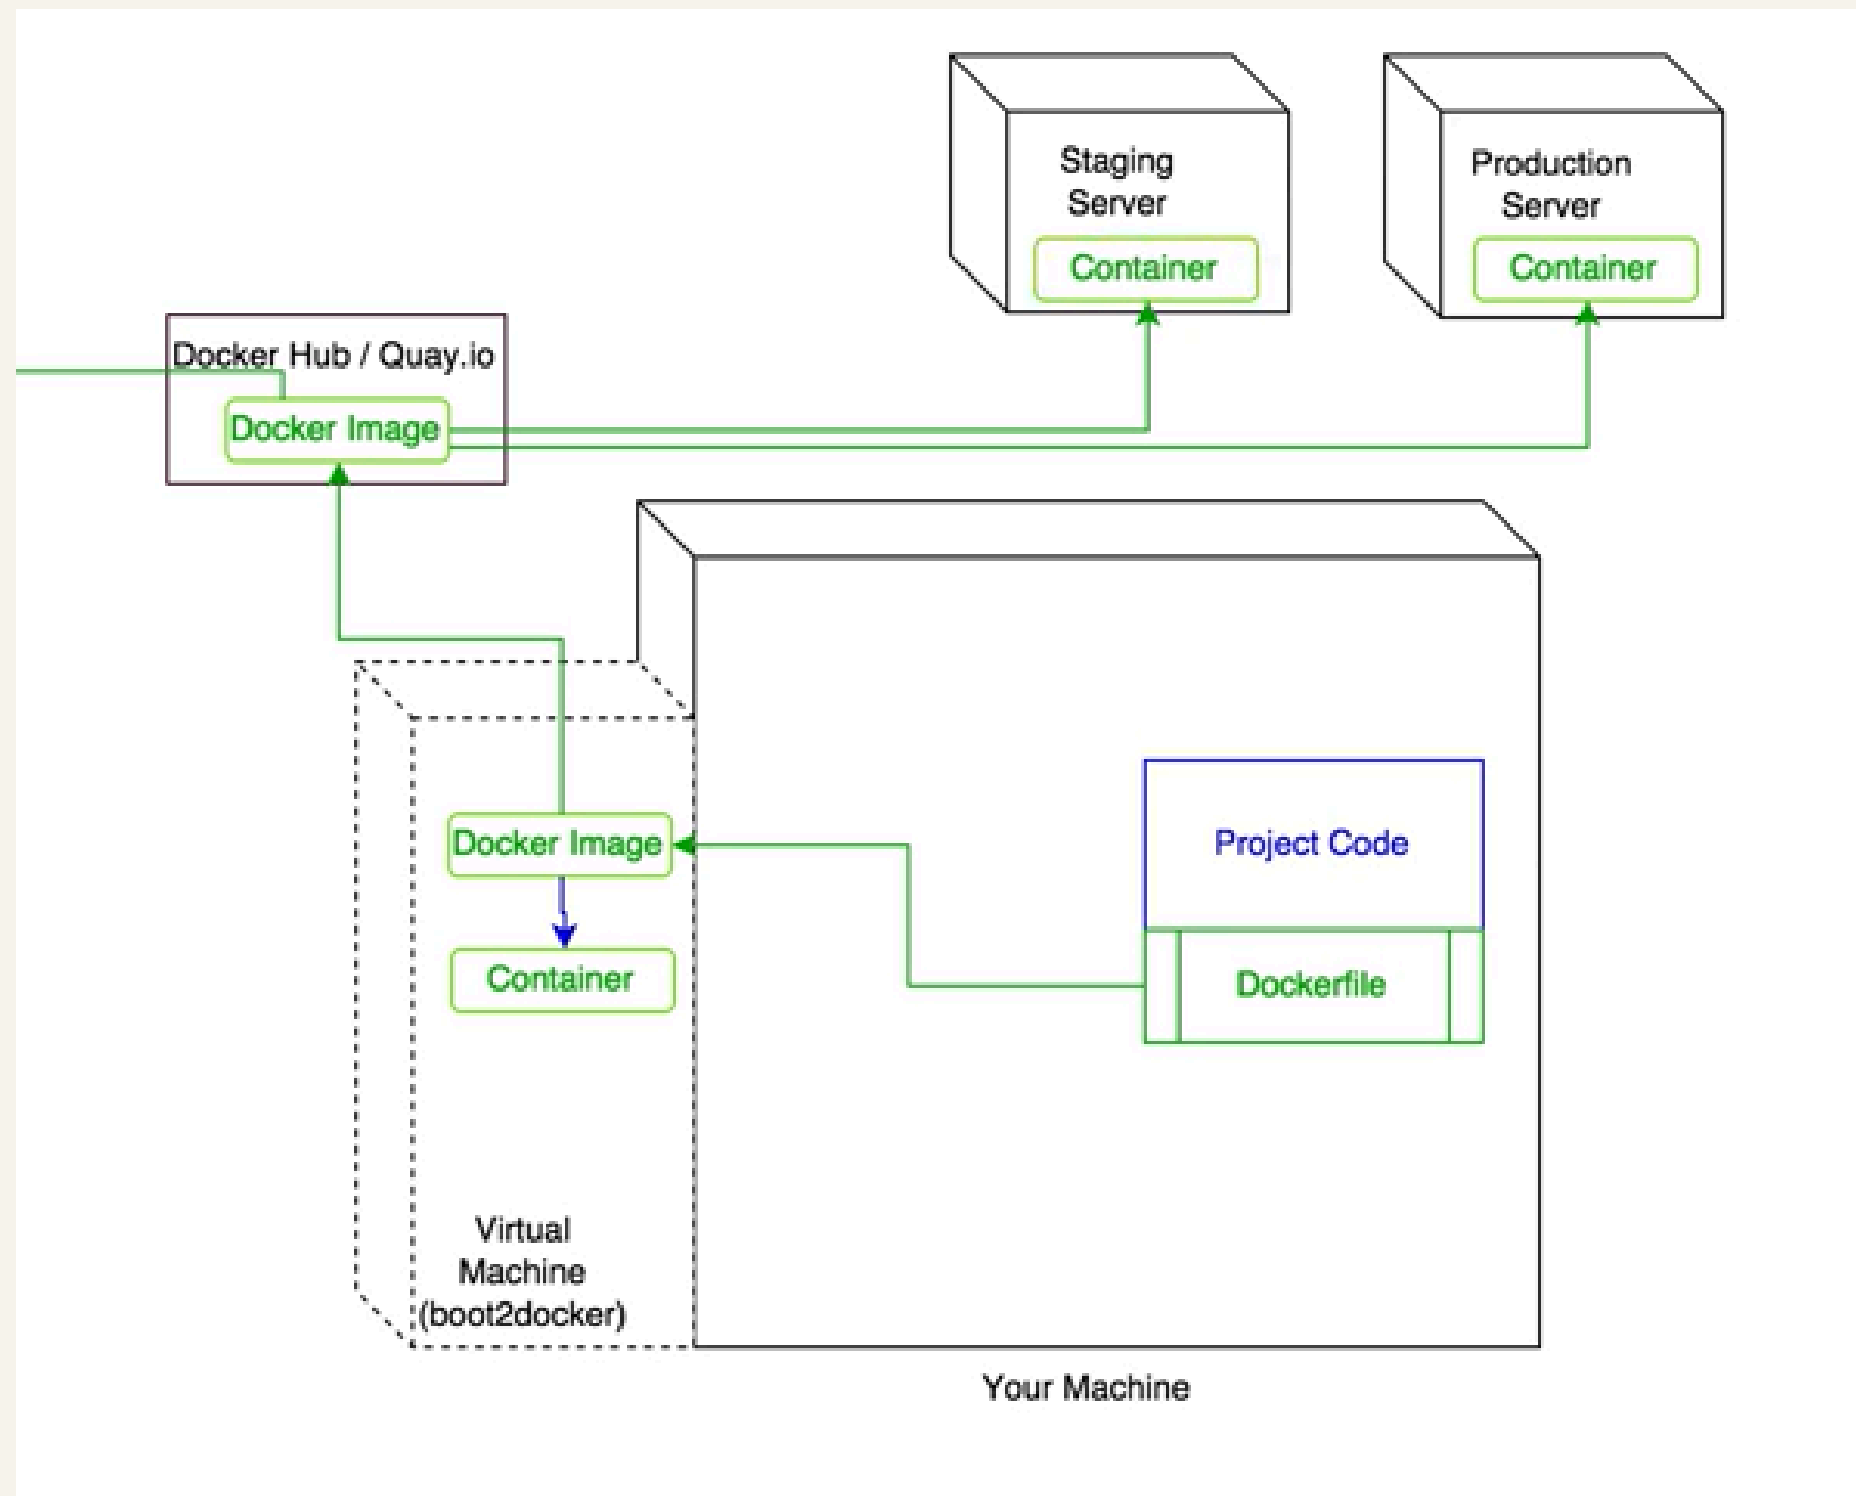 Staging
Server
Container
Production
Server
Container
Docker Hub / Quay.io
Docker Image
Docker Image
Container
Project Code
Dockerfile
Virtual
Machine
(boot2docker)
Your Machine